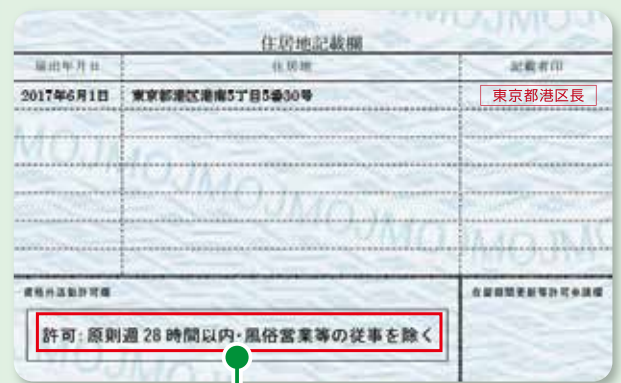 住居地記載欄
届出年月日 住居地 記載者印
2017年6月1日 東京都港区港南5丁目5番30号 東京都港区長
MOJMOJMOJMOJMOJ
資格外活動許可欄 在留期間更新等許可申請欄
許可:原則週28時間以内・風俗営業等の従事を除く